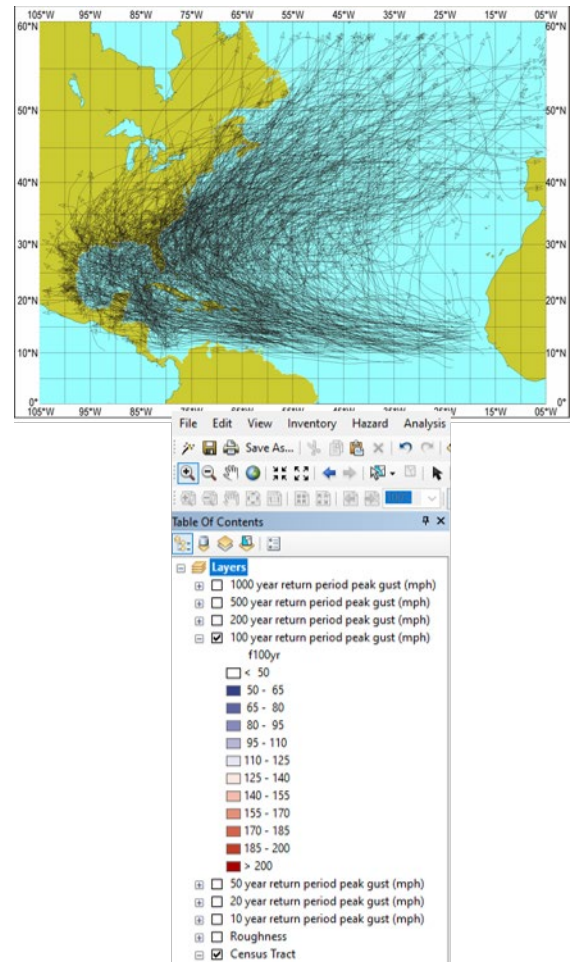 105°W 95°W 85°W 75°W 65°W 55°W 45°W 35°W 25°W 15°W 05°W
60°N 60°N
50°N 50°N
40°N 40°N
30°N 30°N
20°N 20°N
10°N 10°N
0° 0°
105°W 95°W 85°W 75°W 65°W 55°W 45°W 35°W 25°W 15°W 05°W
File Edit View Inventory Hazard Analysis
Save As...
Table Of Contents
Layers
1000 year return period peak gust (mph)
500 year return period peak gust (mph)
200 year return period peak gust (mph)
100 year return period peak gust (mph)
f100yr
< 50
50 - 65
65 - 80
80 - 95
95 - 110
110 - 125
125 - 140
140 - 155
155 - 170
170 - 185
185 - 200
> 200
50 year return period peak gust (mph)
20 year return period peak gust (mph)
10 year return period peak gust (mph)
Roughness
Census Tract